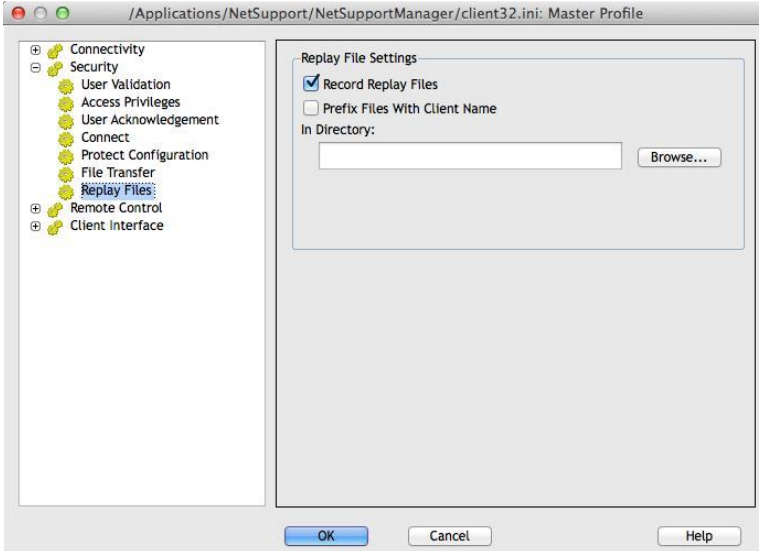 /Applications/NetSupport/NetSupportManager/client32.ini: Master Profile
Connectivity
Security
User Validation
Access Privileges
User Acknowledgement
Connect
Protect Configuration
File Transfer
Replay Files
Remote Control
Client Interface
Replay File Settings
Record Replay Files
Prefix Files With Client Name
In Directory:
Browse...
OK
Cancel
Help